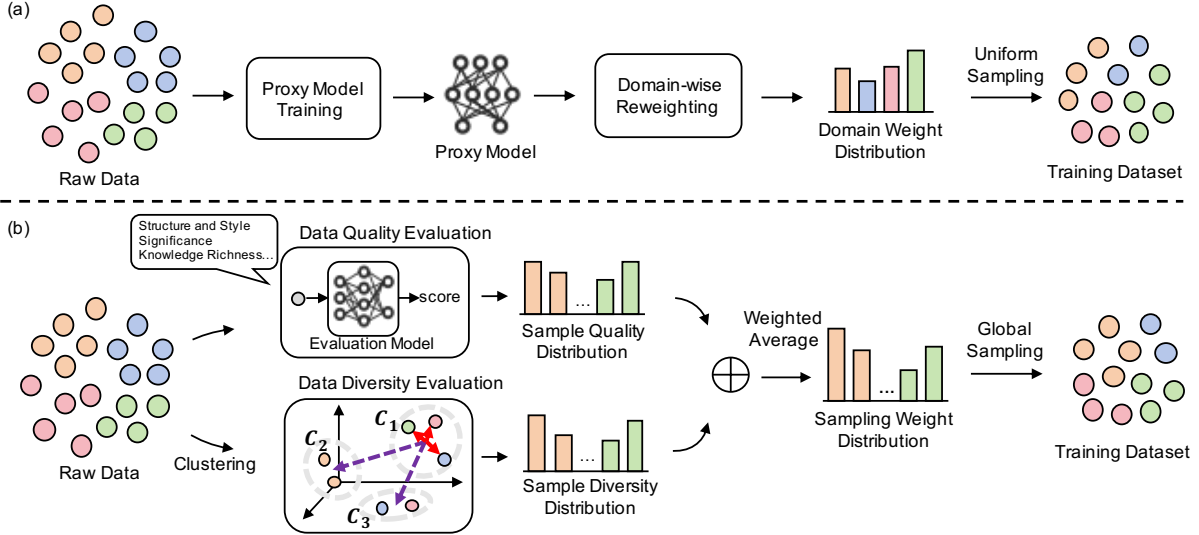 (a)
Raw Data
Proxy Model
Training
Proxy Model
Domain-wise
Reweighting
Domain Weight
Distribution
Uniform
Sampling
Training Dataset
(b)
Structure and Style
Significance
Knowledge Richness...
Raw Data
Clustering
Data Quality Evaluation
score
Evaluation Model
Data Diversity Evaluation
C1
C2
C3
...
Sample Quality
Distribution
...
Sample Diversity
Distribution
Weighted
Average
...
Sampling Weight
Distribution
Global
Sampling
Training Dataset